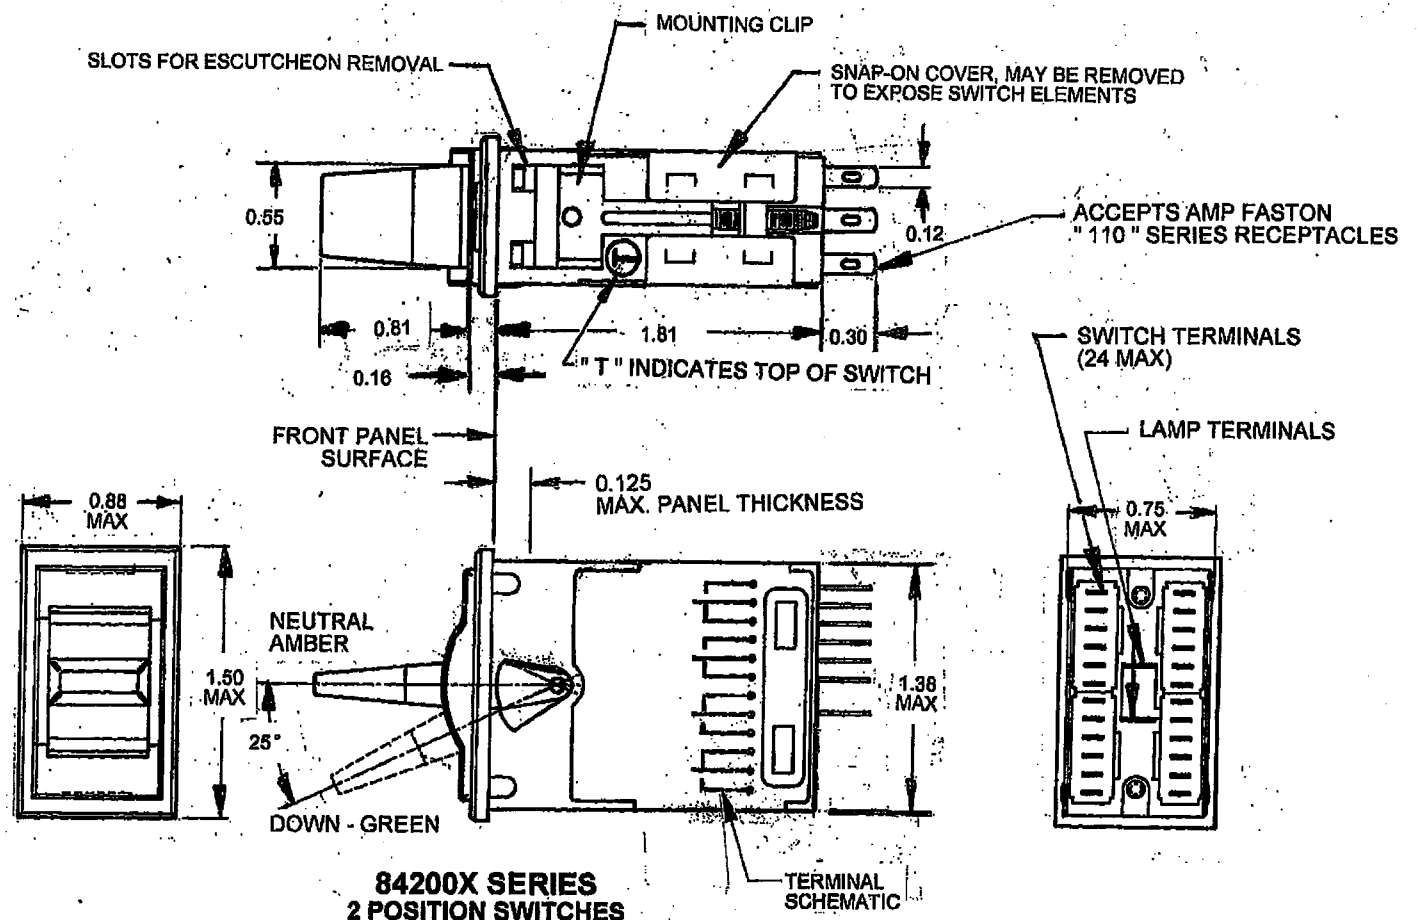 MOUNTING CLIP
SLOTS FOR ESCUTCHEON REMOVAL
SNAP-ON COVER, MAY BE REMOVED
TO EXPOSE SWITCH ELEMENTS
0.55
0.12
ACCEPTS AMP FASTON
"110" SERIES RECEPTACLES
0.81
1.81
0.30
0.16
"T" INDICATES TOP OF SWITCH
T
SWITCH TERMINALS
(24 MAX)
FRONT PANEL
SURFACE
LAMP TERMINALS
0.125
MAX. PANEL THICKNESS
0.88
MAX
0.75
MAX
NEUTRAL
AMBER
1.50
MAX
1.38
MAX
25°
DOWN - GREEN
84200X SERIES
2 POSITION SWITCHES
TERMINAL
SCHEMATIC